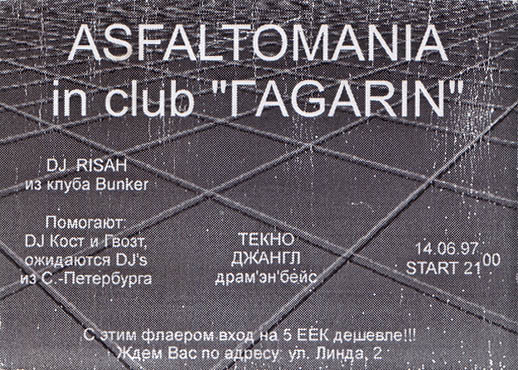 ASFALTOMANIA
in club "ГAGARIN"
DJ RISAH
из клуба Bunker
Помогают:
DJ Кост и Гвозт,
ожидаются DJ's
из С.-Петербурга
ТЕКНО
ДЖАНГЛ
драм'эн'бейс
14.06.97
START 21 00
С этим флаером вход на 5 ЕЕК дешевле!!!
Ждем Вас по адресу: ул. Линда, 2